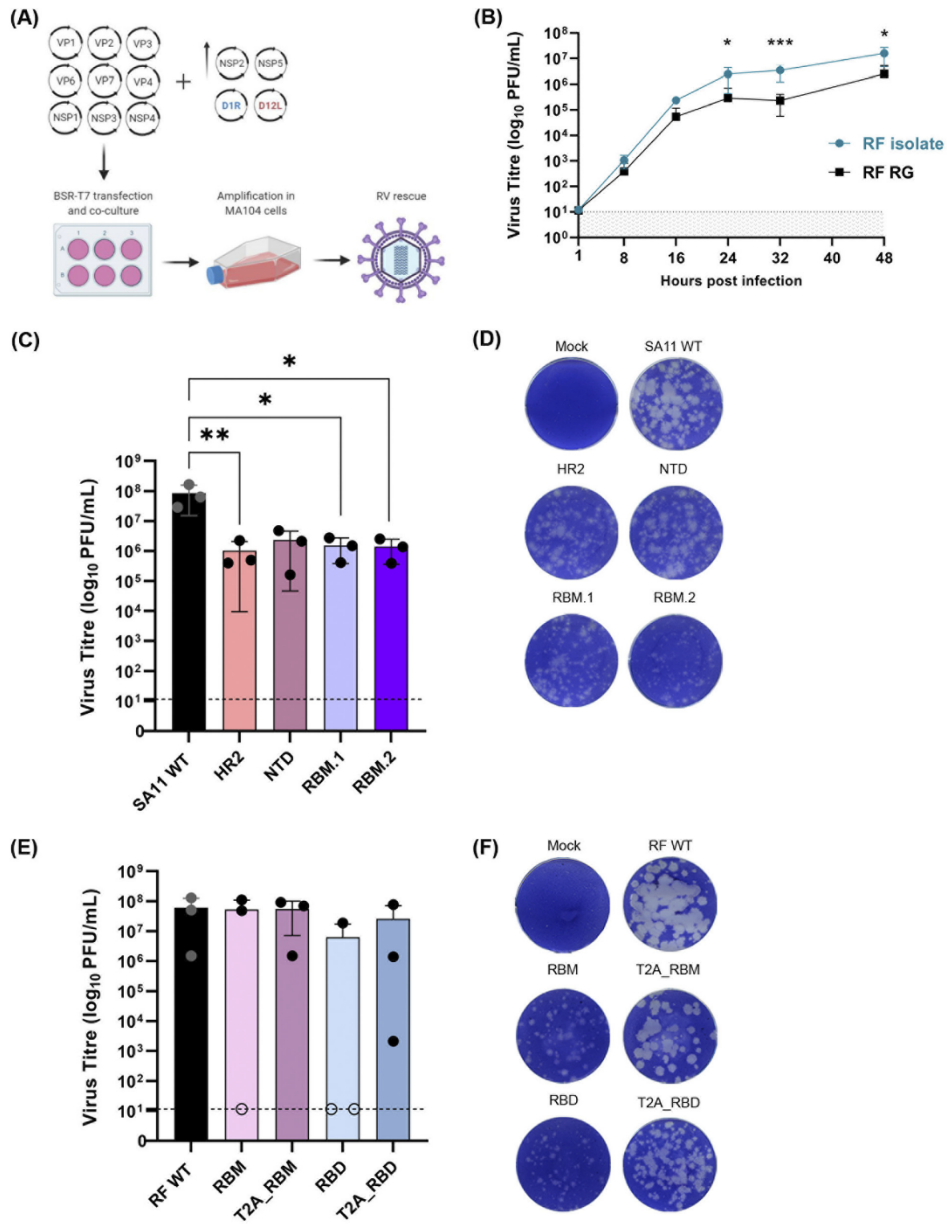 (A)
VP1 VP2 VP3
VP6 VP7 VP4
NSP1 NSP3 NSP4
+
NSP2 NSP5
D1R D12L
BSR-T7 transfection
and co-culture
1 2 3
A
B
Amplification in
MA104 cells
RV rescue
(B)
Virus Titre (log₁₀ PFU/mL)
10⁸
10⁷
10⁶
10⁵
10⁴
10³
10²
10¹
10⁰
* *** *
RF isolate
RF RG
1 8 16 24 32 40 48
Hours post infection
(C)
*
*
**
Virus Titre (log₁₀ PFU/mL)
10⁹
10⁸
10⁷
10⁶
10⁵
10⁴
10³
10²
10¹
0
SA11 WT HR2 NTD RBM.1 RBM.2
(D)
Mock SA11 WT
HR2 NTD
RBM.1 RBM.2
(E)
Virus Titre (log₁₀ PFU/mL)
10⁹
10⁸
10⁷
10⁶
10⁵
10⁴
10³
10²
10¹
0
RF WT RBM T2A_RBM RBD T2A_RBD
(F)
Mock RF WT
RBM T2A_RBM
RBD T2A_RBD